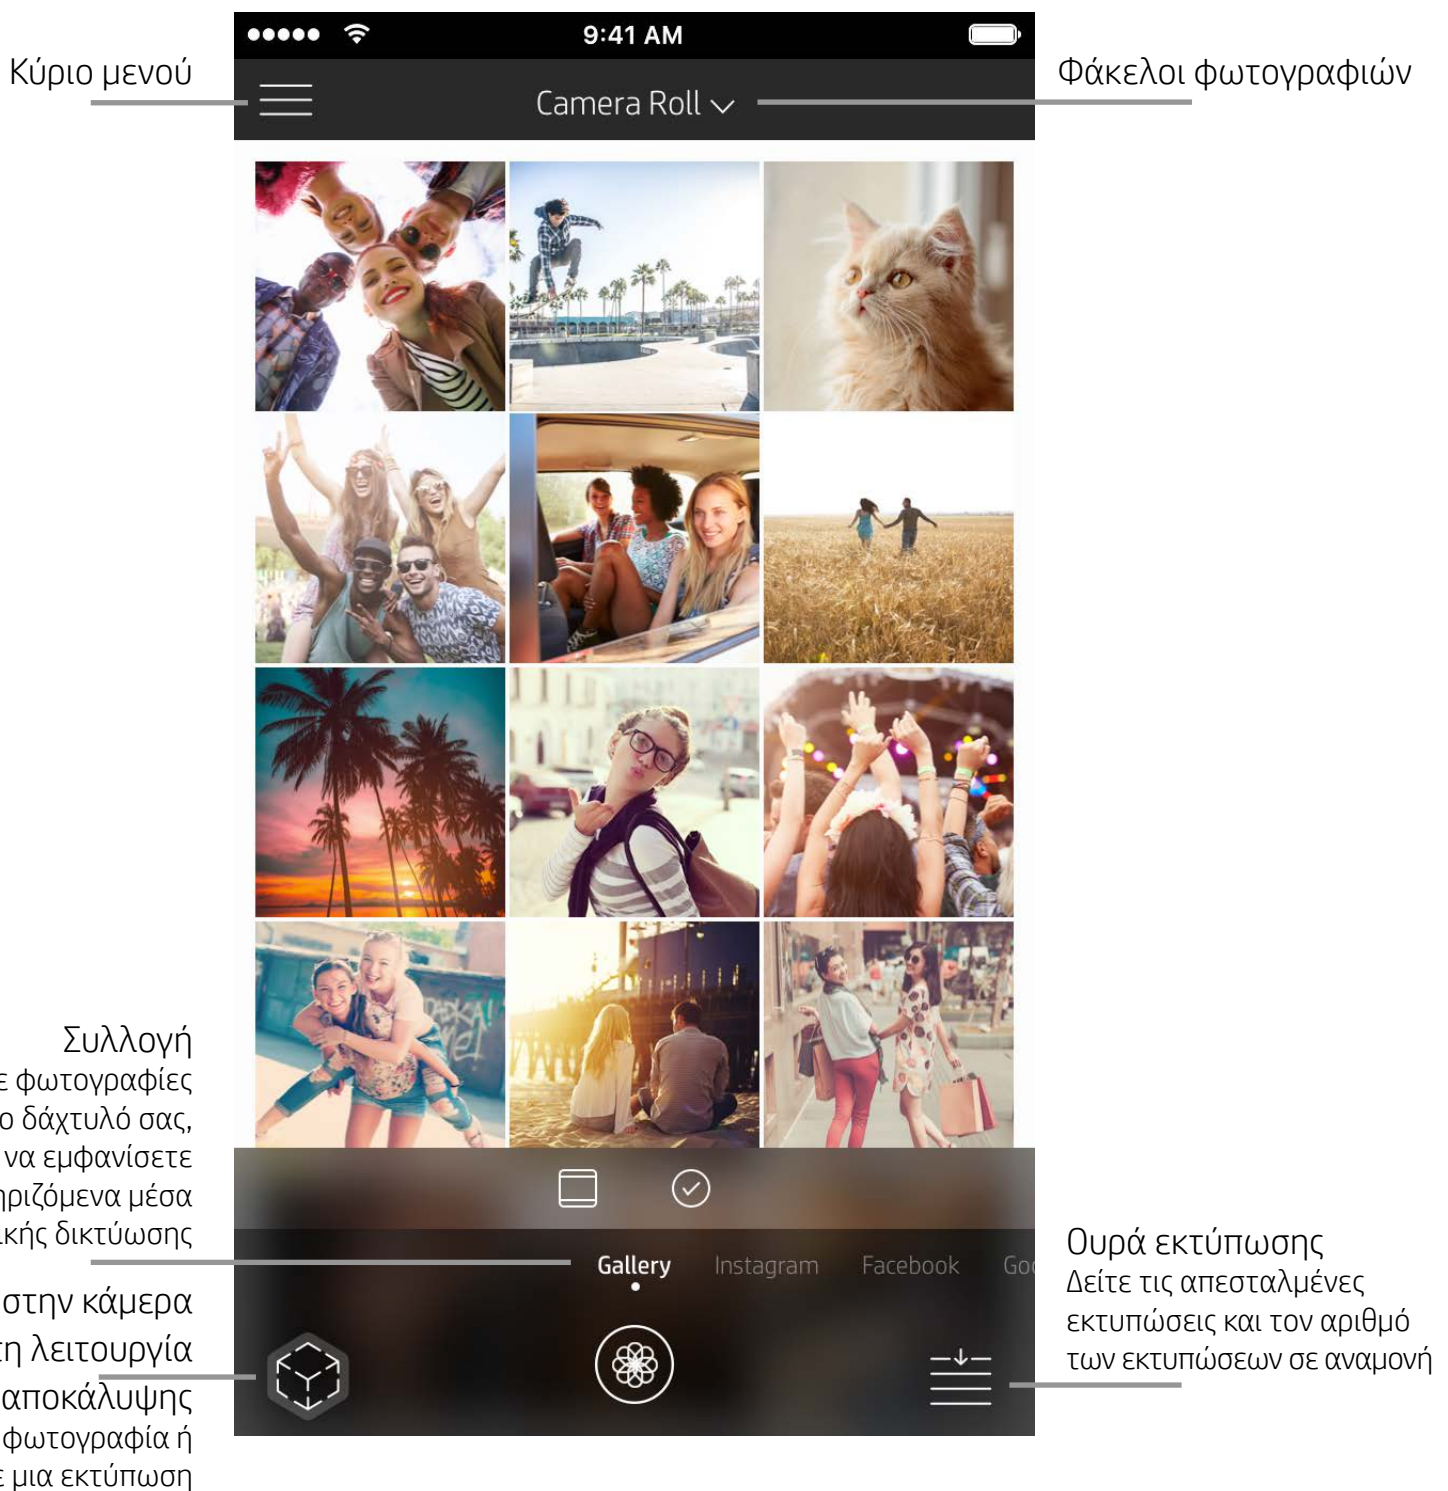 9:41 AM
Κύριο μενού
Camera Roll
Φάκελοι φωτογραφιών
Συλλογή
φωτογραφίες
δάχτυλό σας,
να εμφανίσετε
μέσα
δικτύωσης
Gallery Instagram Facebook
Ουρά εκτύπωσης
Δείτε τις απεσταλμένες
εκτυπώσεις και τον αριθμό
των εκτυπώσεων σε αναμονή
στην κάμερα
λειτουργία
αποκάλυψης
φωτογραφία ή
μια εκτύπωση